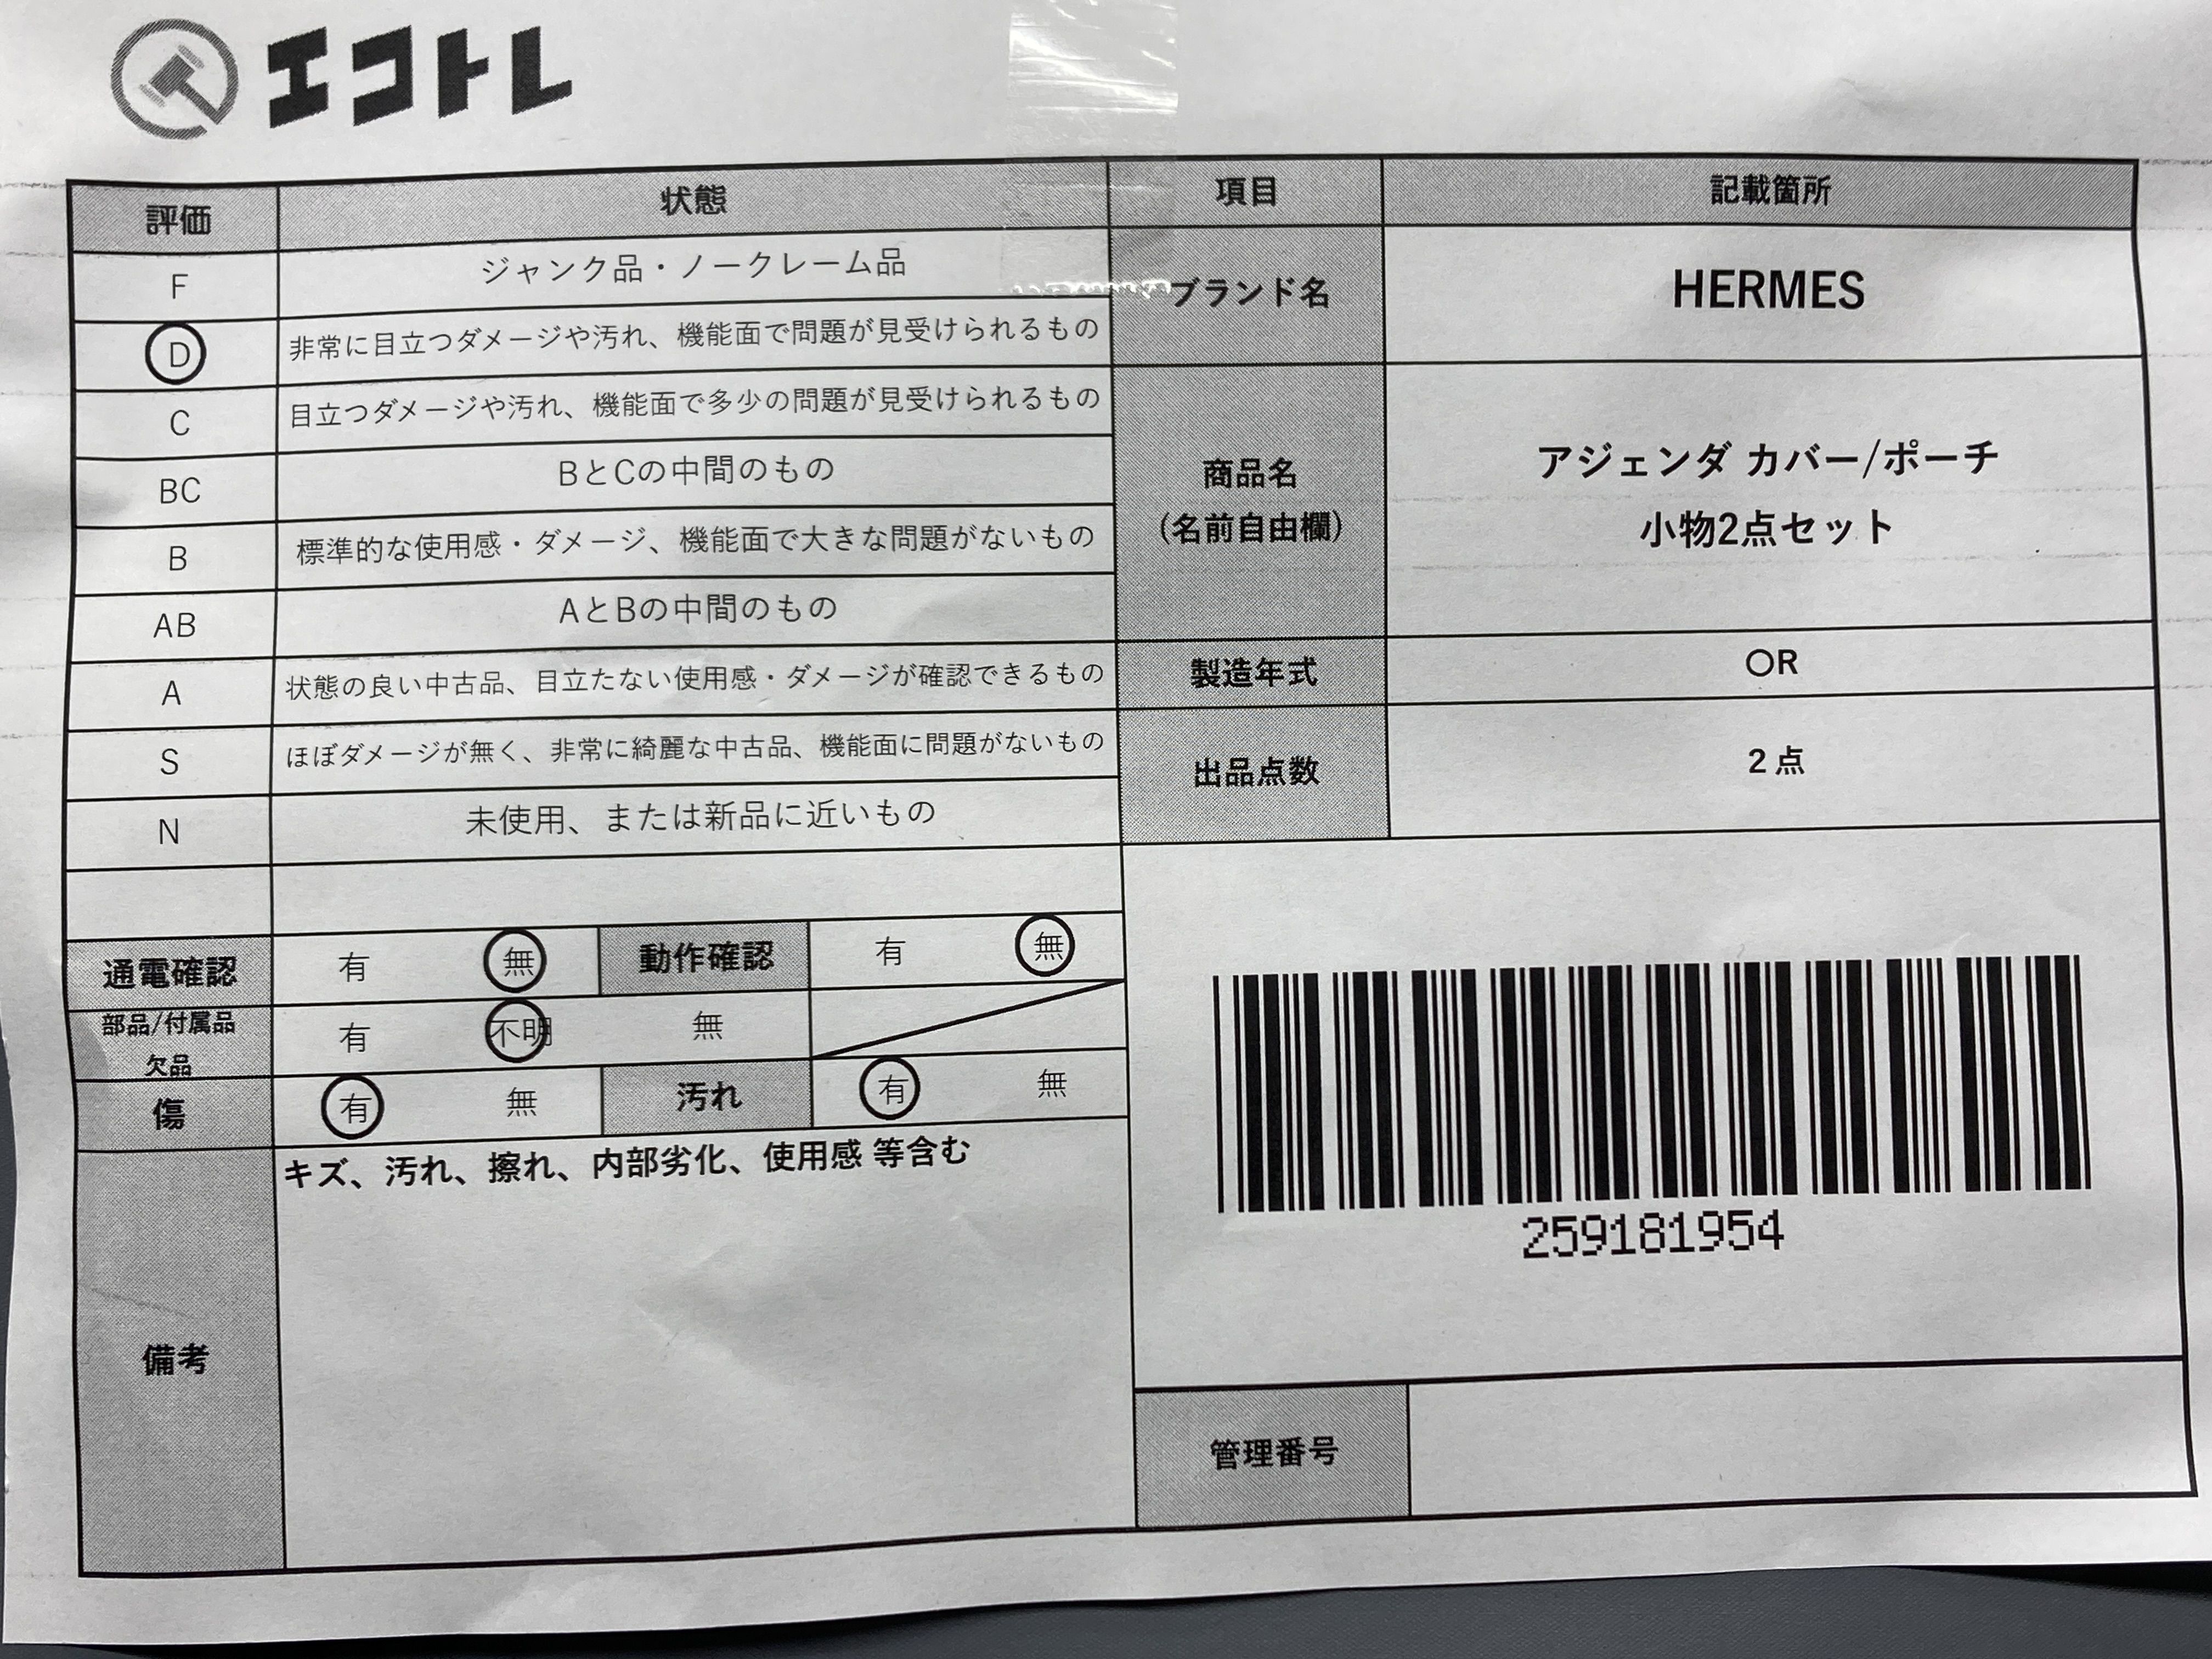 エコトレ
評価 状態 項目 記載箇所
F ジャンク品・ノークレーム品
D 非常に目立つダメージや汚れ、機能面で問題が見受けられるもの
ブランド名 HERMES
C 目立つダメージや汚れ、機能面で多少の問題が見受けられるもの
BC BとCの中間のもの
B 標準的な使用感・ダメージ、機能面で大きな問題がないもの
商品名
(名前自由欄)
アジェンダ カバー/ポーチ
小物2点セット
AB AとBの中間のもの
A 状態の良い中古品、目立たない使用感・ダメージが確認できるもの
製造年式 〇R
S ほぼダメージが無く、非常に綺麗な中古品、機能面に問題がないもの
出品点数 2点
N 未使用、または新品に近いもの
通電確認 有 無 動作確認 有 無
部品/付属品
欠品
有 不明 無
傷 有 無 汚れ 有 無
備考
キズ、汚れ、擦れ、内部劣化、使用感 等含む
259181954
管理番号